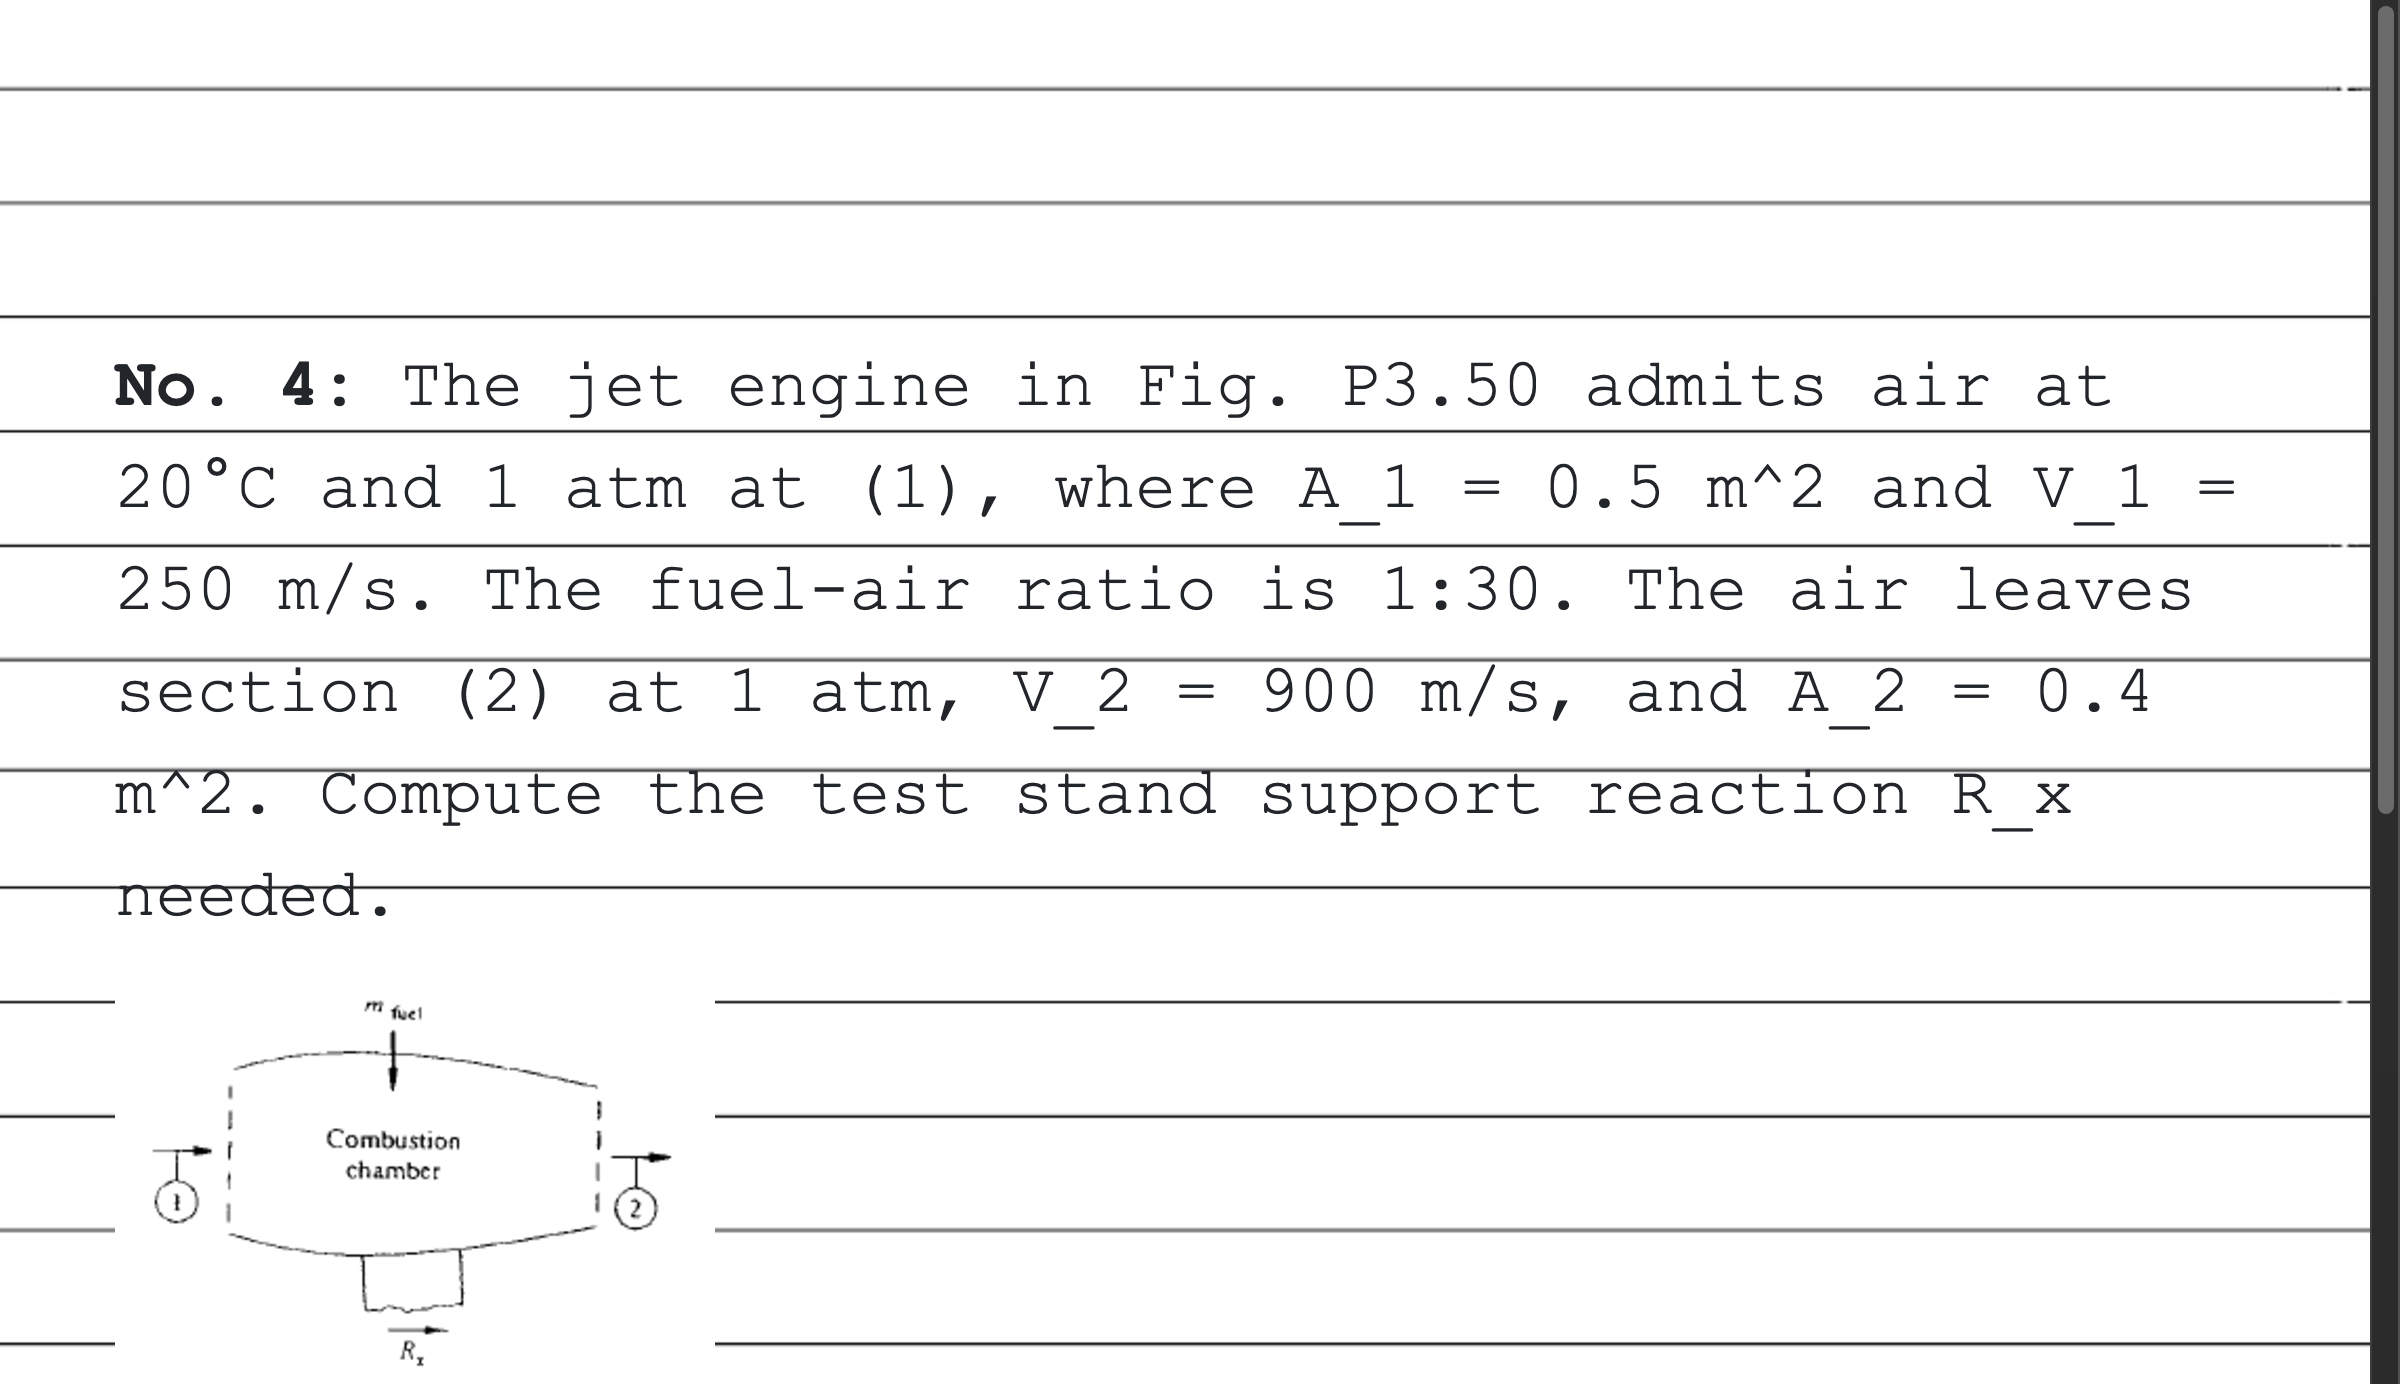 No. 4: The jet engine in Fig. P3.50 admits air at
20°C and 1 atm at (1), where A_1 = 0.5 m^2 and V_1 =
250 m/s. The fuel-air ratio is 1:30. The air leaves
section (2) at 1 atm, V_2 = 900 m/s, and A_2 = 0.4
m^2. Compute the test stand support reaction R_x
needed.
m fuel
Combustion
chamber
1
2
R_x